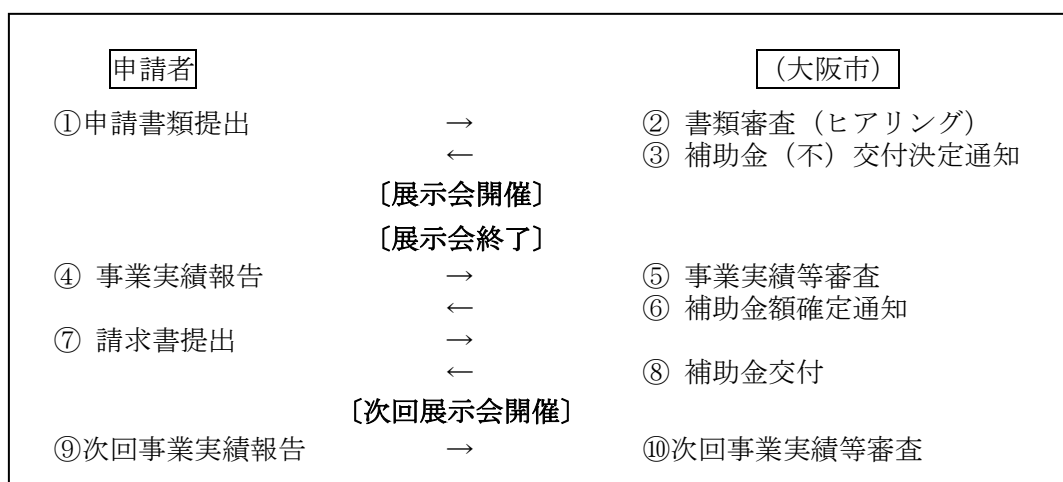 申請者 （大阪市）
①申請書類提出 → ② 書類審査（ヒアリング）
← ③ 補助金（不）交付決定通知
〔展示会開催〕
〔展示会終了〕
④ 事業実績報告 → ⑤ 事業実績等審査
← ⑥ 補助金額確定通知
⑦ 請求書提出 →
← ⑧ 補助金交付
〔次回展示会開催〕
⑨次回事業実績報告 → ⑩次回事業実績等審査